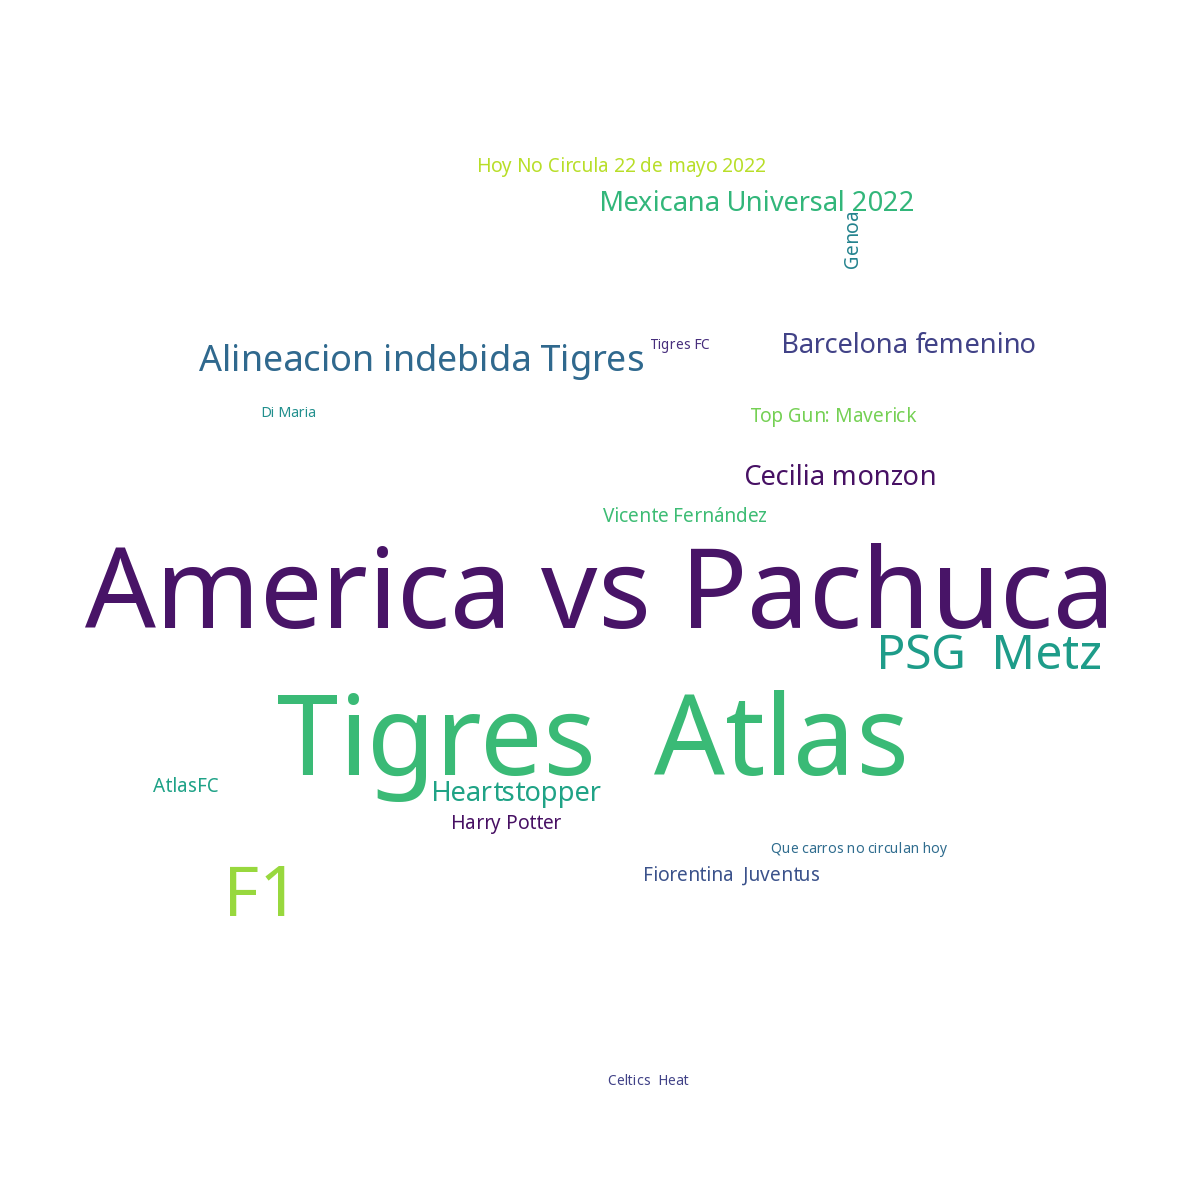 Hoy No Circula 22 de mayo 2022
Mexicana Universal 2022
Genoa
Alineacion indebida Tigres
Tigres FC
Barcelona femenino
Di Maria
Top Gun: Maverick
Cecilia monzon
Vicente Fernández
America vs Pachuca
PSG Metz
Tigres Atlas
AtlasFC
Heartstopper
Harry Potter
Que carros no circulan hoy
F1
Fiorentina Juventus
Celtics Heat